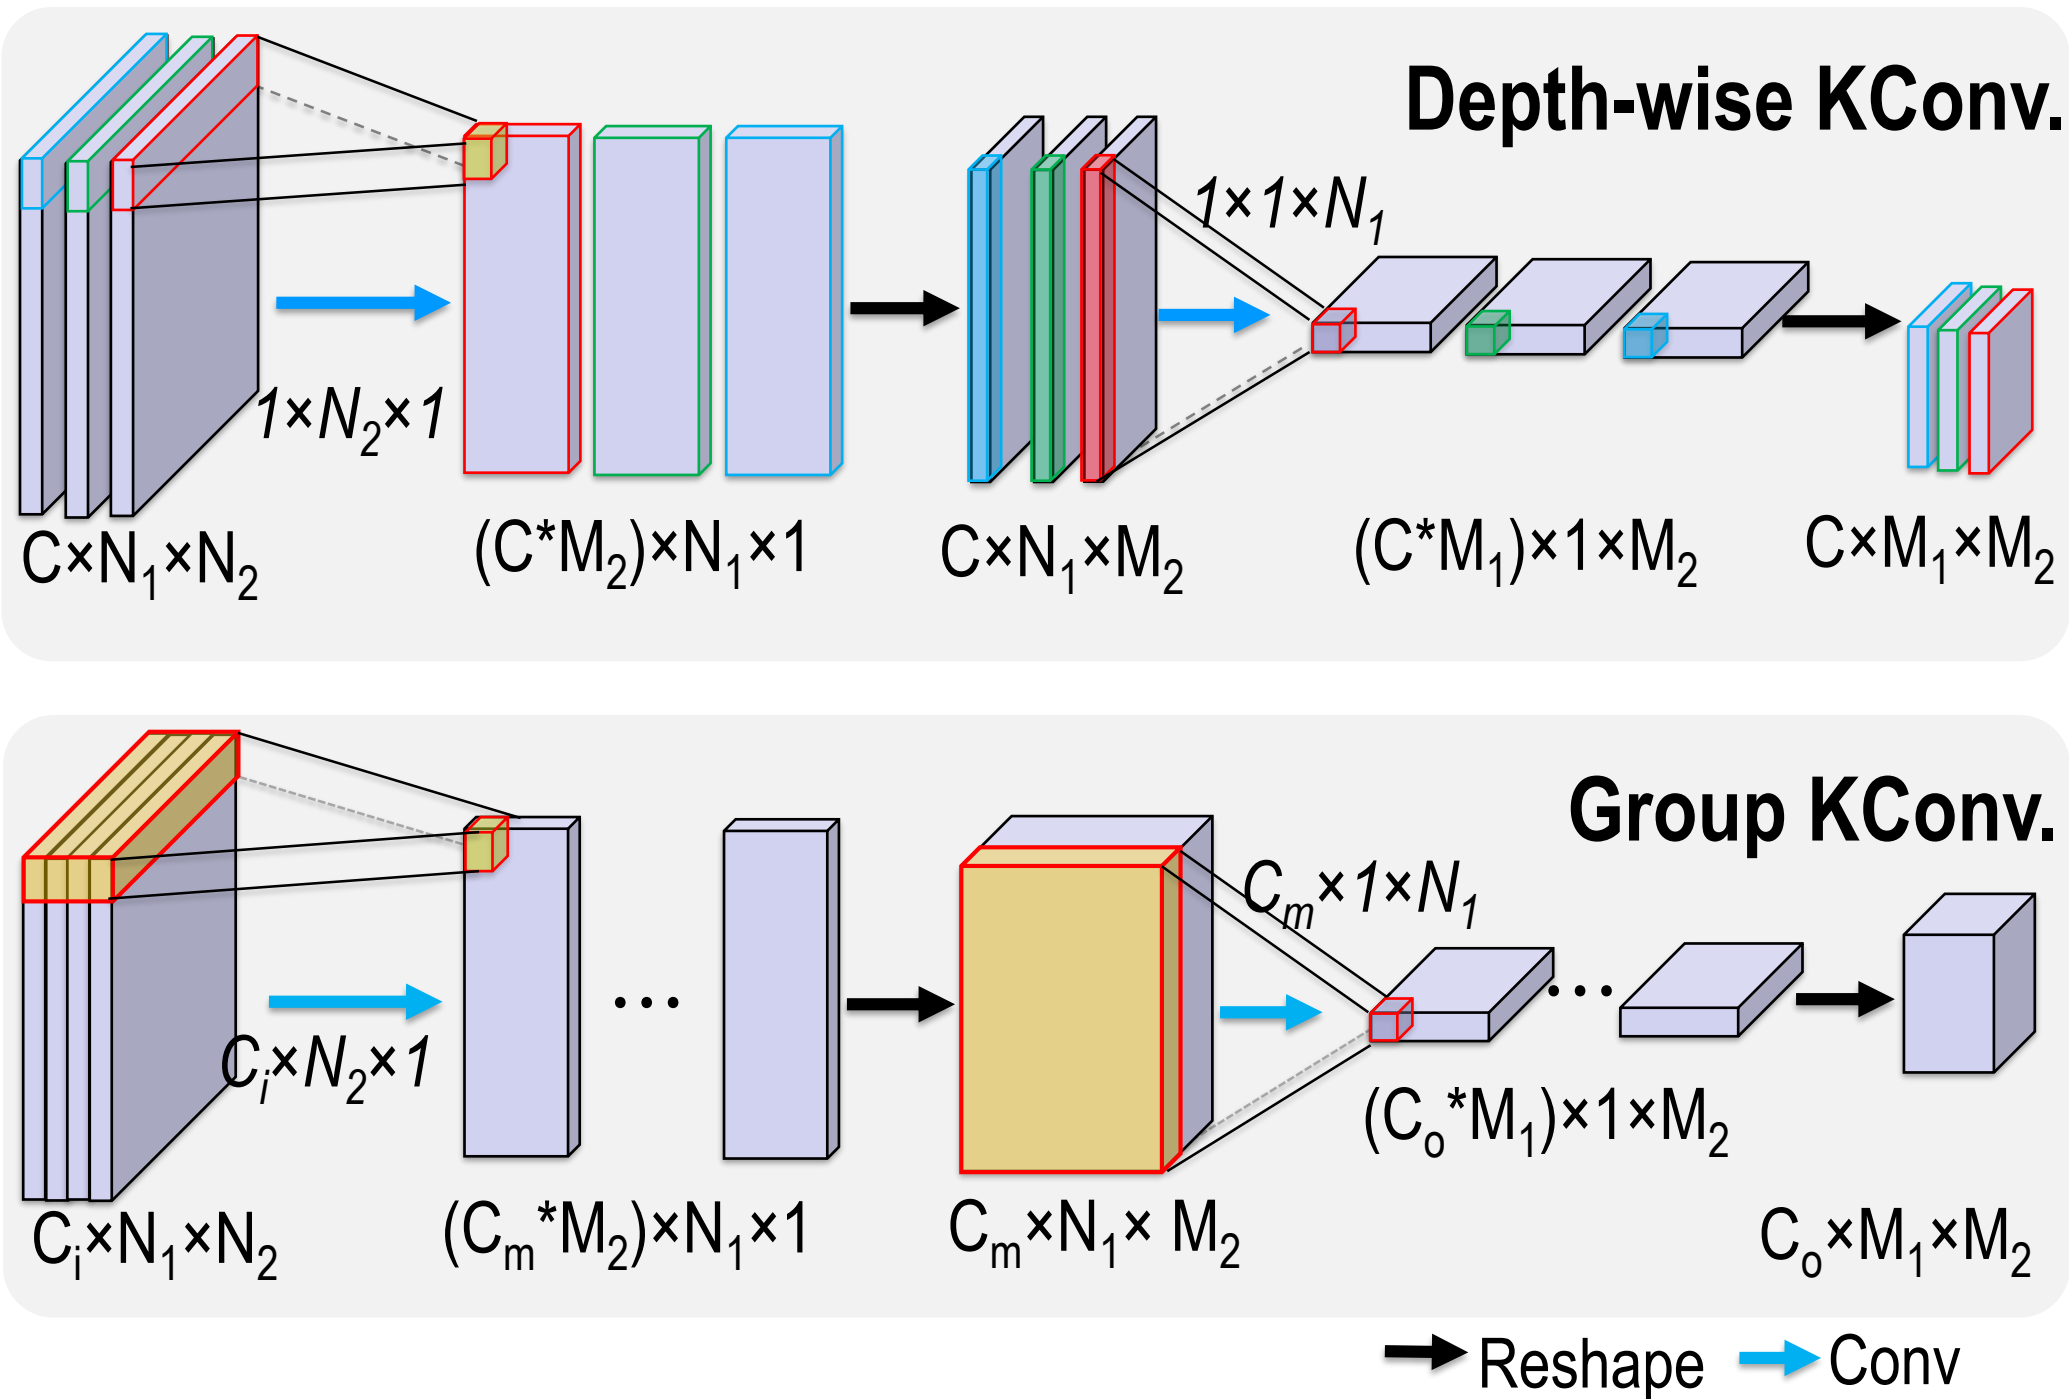 Depth-wise KConv.
1×1×N₁
1×N₂×1
C×N₁×N₂
(C*M₂)×N₁×1
C×N₁×M₂
(C*M₁)×1×M₂
C×M₁×M₂
Group KConv.
Cₘ×1×N₁
...
...
Cᵢ×N₂×1
(Cₒ*M₁)×1×M₂
Cᵢ×N₁×N₂
(Cₘ*M₂)×N₁×1
Cₘ×N₁× M₂
Cₒ×M₁×M₂
Reshape
Conv